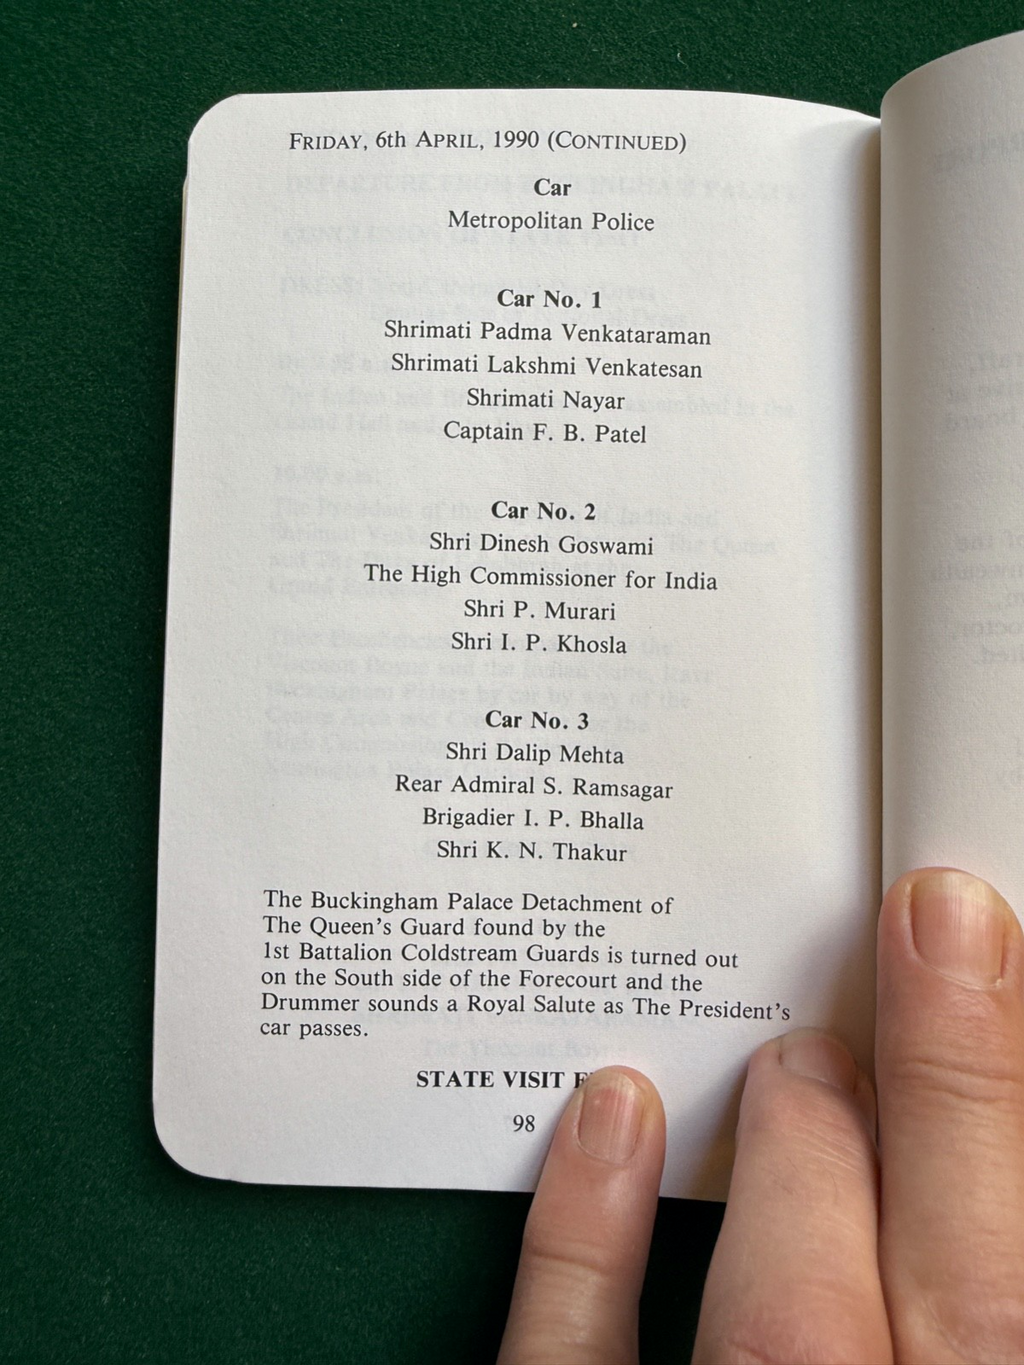 FRIDAY, 6th APRIL, 1990 (CONTINUED)
Car
Metropolitan Police
Car No. 1
Shrimati Padma Venkataraman
Shrimati Lakshmi Venkatesan
Shrimati Nayar
Captain F. B. Patel
Car No. 2
Shri Dinesh Goswami
The High Commissioner for India
Shri P. Murari
Shri I. P. Khosla
Car No. 3
Shri Dalip Mehta
Rear Admiral S. Ramsagar
Brigadier I. P. Bhalla
Shri K. N. Thakur
The Buckingham Palace Detachment of
The Queen's Guard found by the
1st Battalion Coldstream Guards is turned out
on the South side of the Forecourt and the
Drummer sounds a Royal Salute as The President's
car passes.
STATE VISIT
98